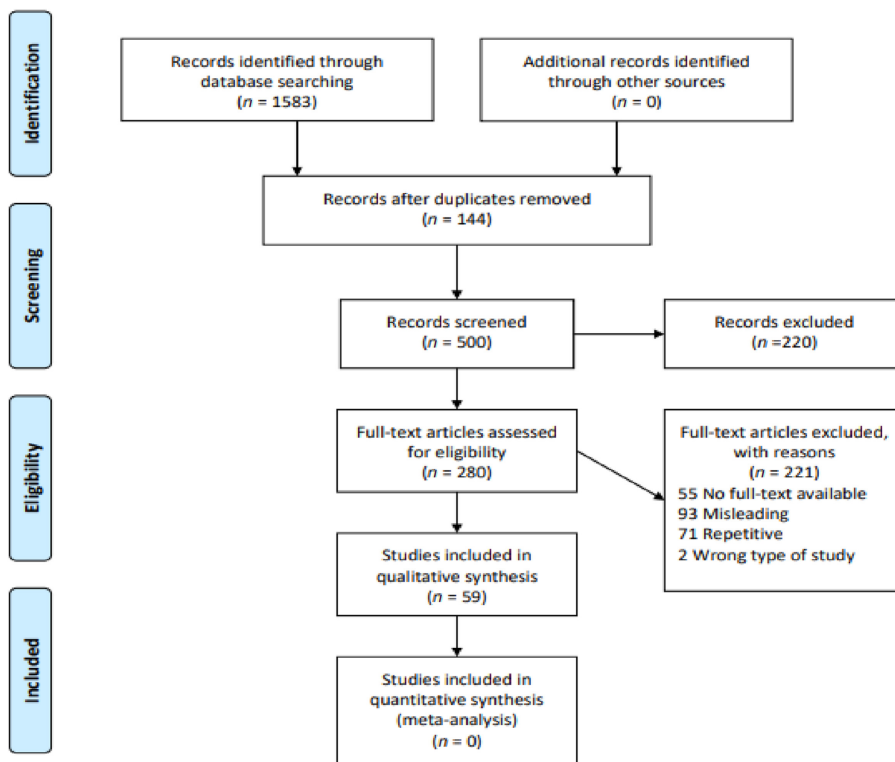 Identification
Records identified through
database searching
(n = 1583)
Additional records identified
through other sources
(n = 0)
Records after duplicates removed
(n = 144)
Screening
Records screened
(n = 500)
Records excluded
(n =220)
Eligibility
Full-text articles assessed
for eligibility
(n = 280)
Full-text articles excluded,
with reasons
(n = 221)
55 No full-text available
93 Misleading
71 Repetitive
2 Wrong type of study
Studies included in
qualitative synthesis
(n = 59)
Included
Studies included in
quantitative synthesis
(meta-analysis)
(n = 0)